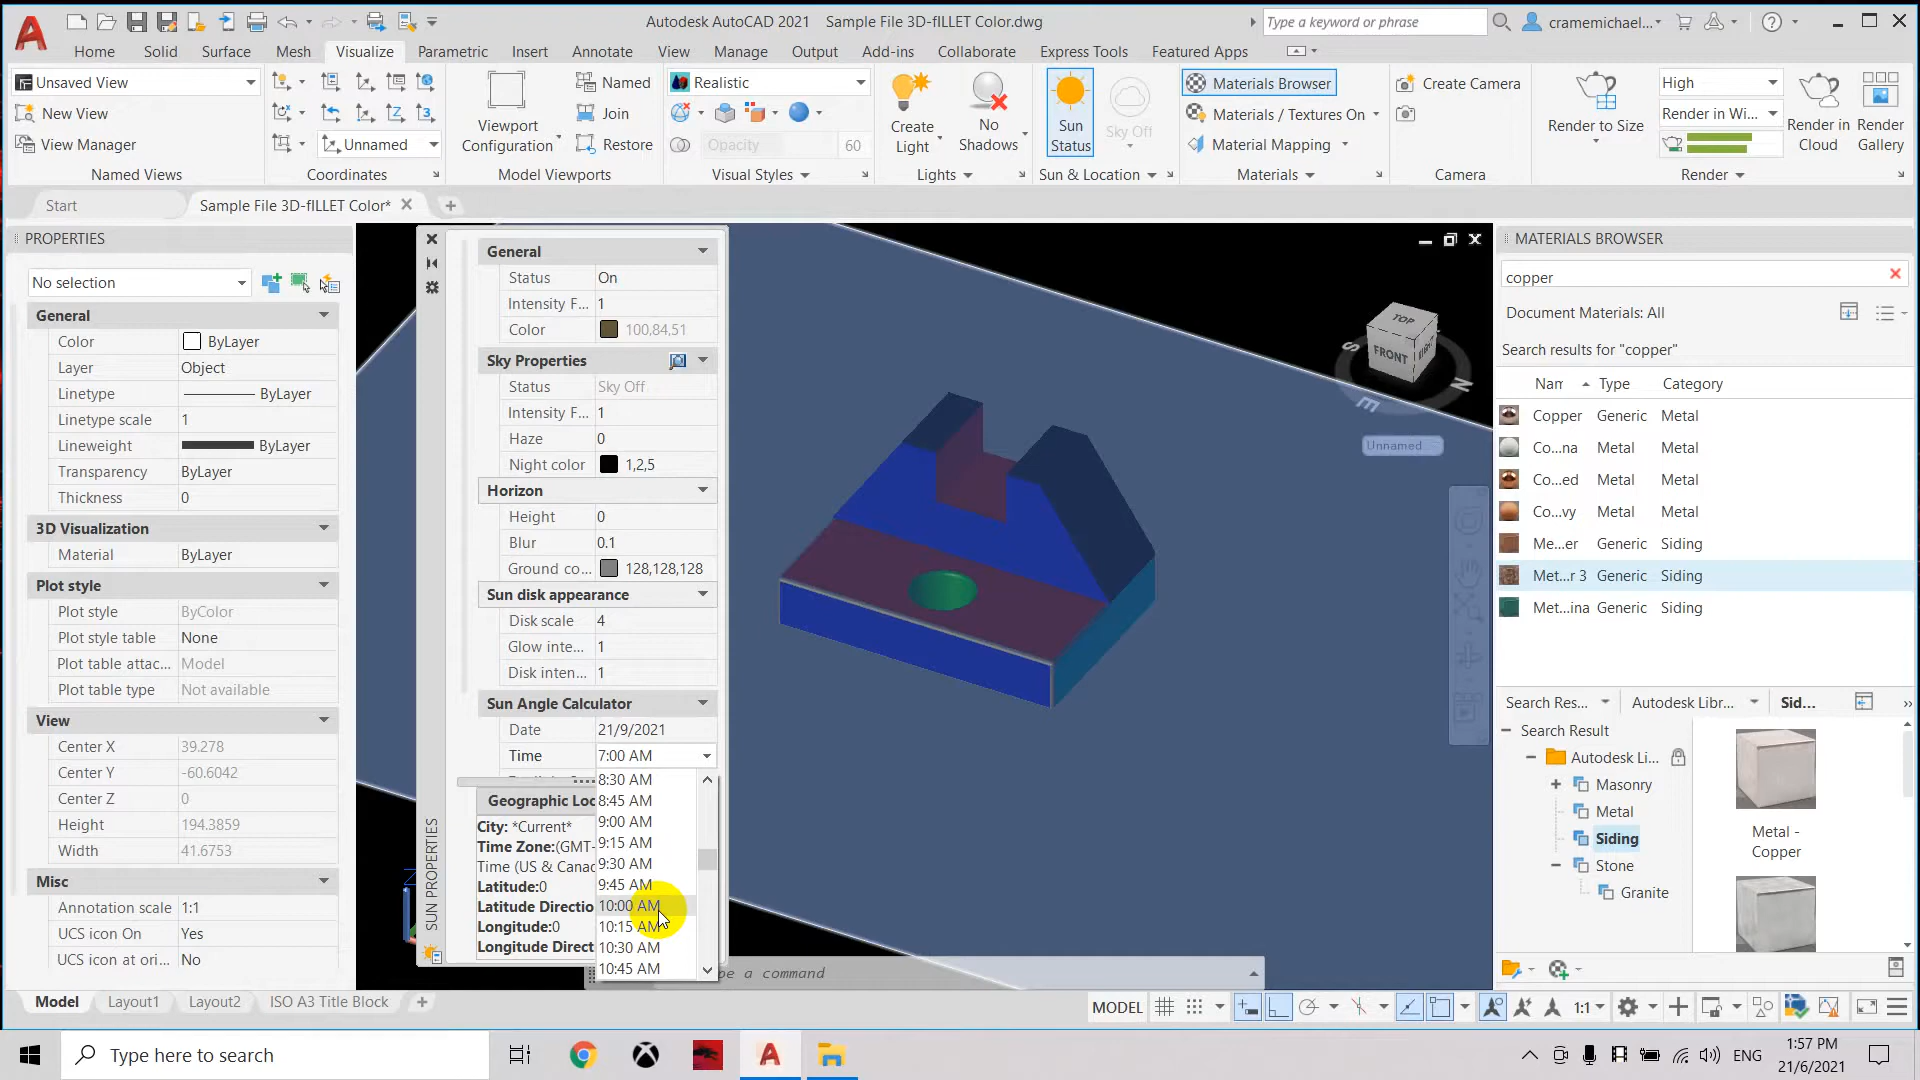 Autodesk AutoCAD 2021 Sample File 3D-fILLET Color.dwg
Type a keyword or phrase
cramemichael...
Home Solid Surface Mesh Visualize Parametric Insert Annotate View Manage Output Add-ins Collaborate Express Tools Featured Apps
Unsaved View
New View
View Manager
Named Views
Unnamed
Coordinates
Viewport
Configuration
Named
Join
Restore
Model Viewports
Realistic
Opacity 60
Visual Styles
Create
Light
No
Shadows
Lights
Sun
Status
Sky Off
Sun & Location
Materials Browser
Materials / Textures On
Material Mapping
Materials
Create Camera
Camera
Render to Size
High
Render in Wi...
Render in
Cloud
Render
Gallery
Render
Start
Sample File 3D-fILLET Color*
PROPERTIES
No selection
General
Color ByLayer
Layer Object
Linetype ByLayer
Linetype scale 1
Lineweight ByLayer
Transparency ByLayer
Thickness 0
3D Visualization
Material ByLayer
Plot style
Plot style ByColor
Plot style table None
Plot table attac... Model
Plot table type Not available
View
Center X 39.278
Center Y -60.6042
Center Z 0
Height 194.3859
Width 41.6753
Misc
Annotation scale 1:1
UCS icon On Yes
UCS icon at ori... No
SUN PROPERTIES
General
Status On
Intensity F... 1
Color 100,84,51
Sky Properties
Status Sky Off
Intensity F... 1
Haze 0
Night color 1,2,5
Horizon
Height 0
Blur 0.1
Ground co... 128,128,128
Sun disk appearance
Disk scale 4
Glow inte... 1
Disk inten... 1
Sun Angle Calculator
Date 21/9/2021
Time 7:00 AM
8:30 AM
8:45 AM
9:00 AM
9:15 AM
9:30 AM
9:45 AM
10:00 AM
10:15 AM
10:30 AM
10:45 AM
Geographic Loc
City: *Current*
Time Zone:(GMT-
Time (US & Canad
Latitude:0
Latitude Directio
Longitude:0
Longitude Direct
TOP
FRONT
S
E
N
Unnamed
pe a command
MATERIALS BROWSER
copper
Document Materials: All
Search results for "copper"
Nam Type Category
Copper Generic Metal
Co...na Metal Metal
Co...ed Metal Metal
Co...vy Metal Metal
Me...er Generic Siding
Met...r 3 Generic Siding
Met...ina Generic Siding
Search Res... Autodesk Libr... Sid...
Search Result
Autodesk Li...
Masonry
Metal
Siding
Stone
Granite
Metal -
Copper
Model Layout1 Layout2 ISO A3 Title Block
MODEL 1:1
Type here to search
ENG
1:57 PM
21/6/2021